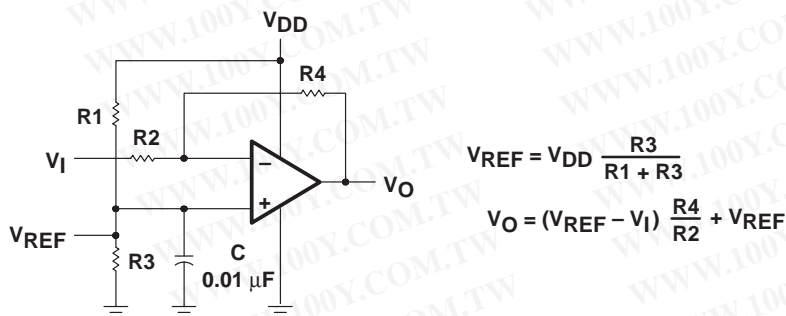 WWW.100Y.COM.TW
VDD
R4
R1
R2
VI
VO
VREF
R3
C
0.01 μF
VREF = VDD R3 / R1 + R3
VO = (VREF – VI) R4 / R2 + VREF